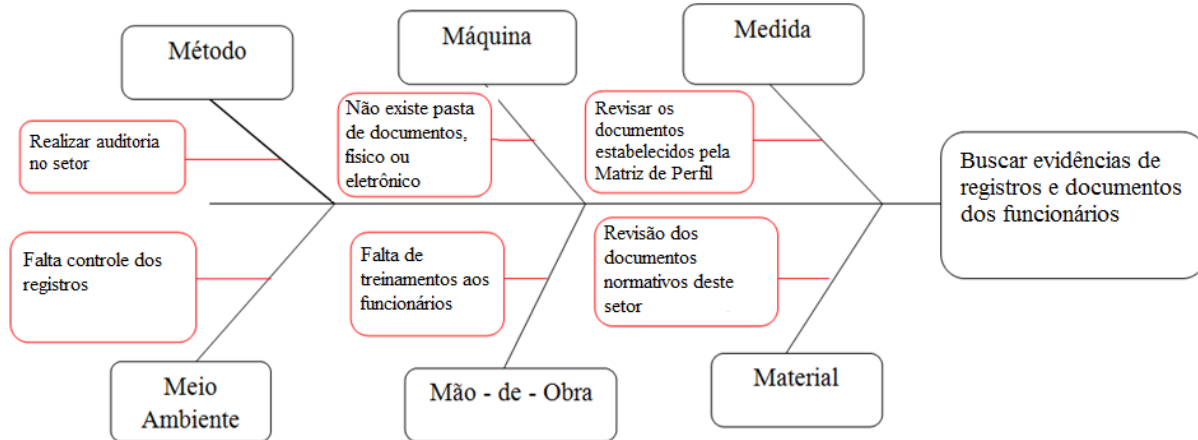 Método
Máquina
Medida
Realizar auditoria
no setor
Não existe pasta
de documentos,
físico ou
eletrônico
Revisar os
documentos
estabelecidos pela
Matriz de Perfil
Buscar evidências de
registros e documentos
dos funcionários
Falta controle dos
registros
Falta de
treinamentos aos
funcionários
Revisão dos
documentos
normativos deste
setor
Meio
Ambiente
Mão - de - Obra
Material